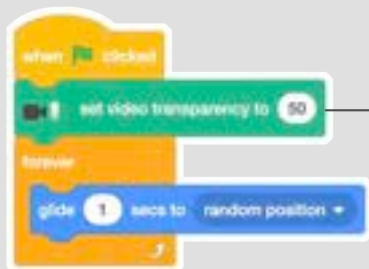 when clicked
set video transparency to 50
forever
glide 1 secs to random position